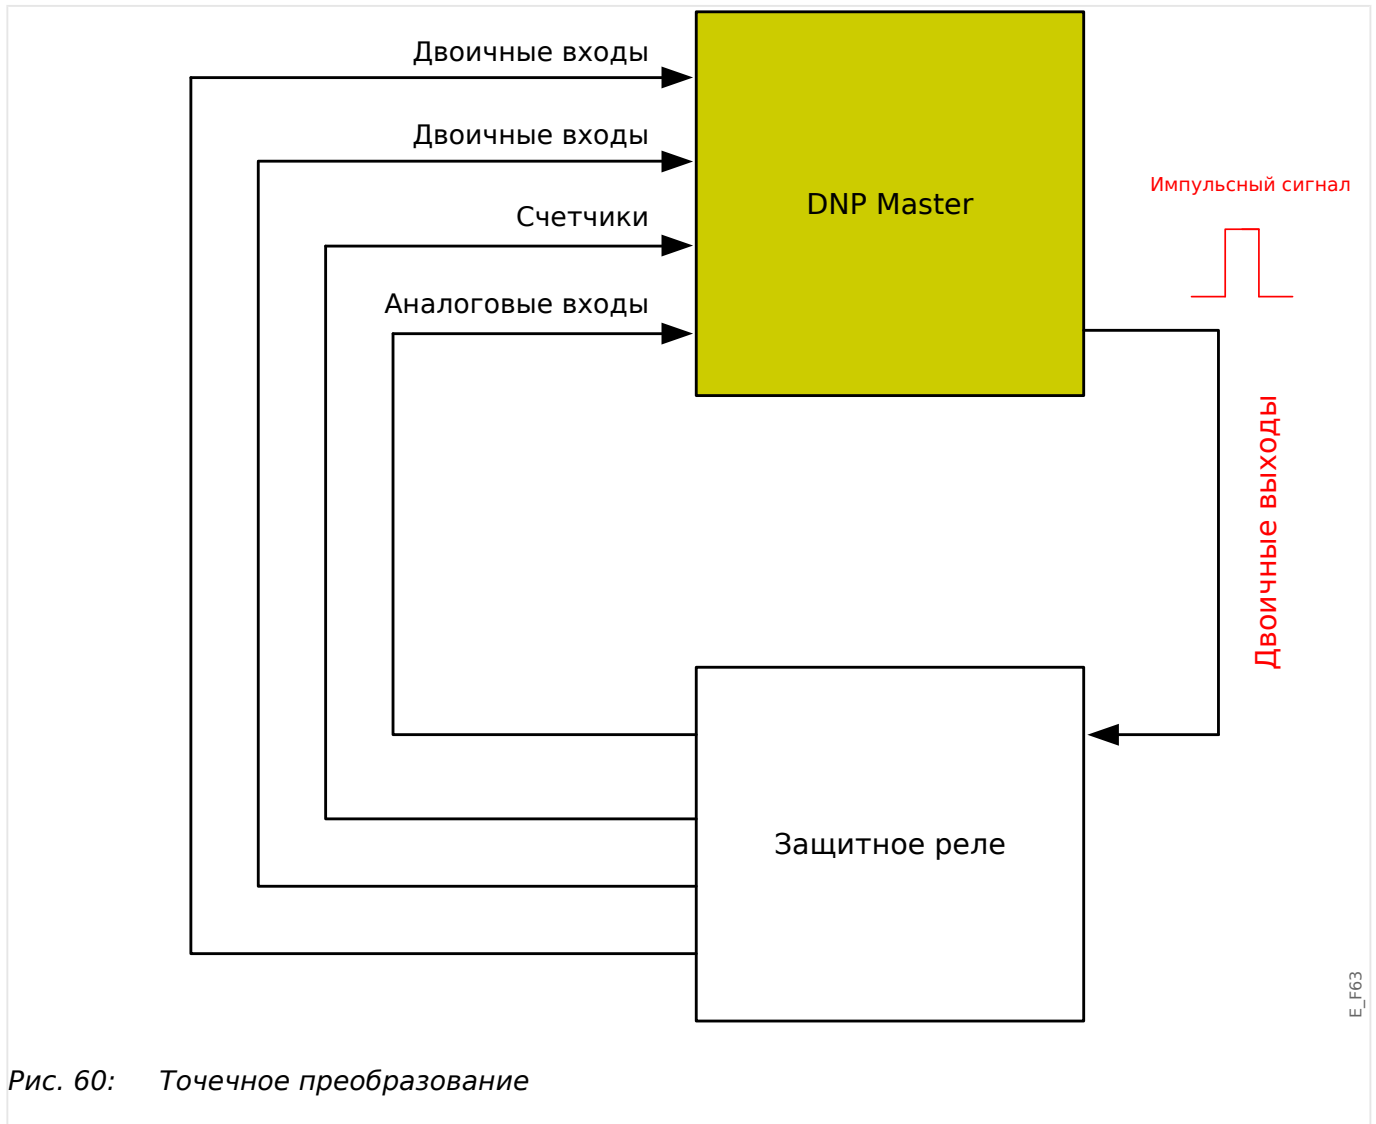 Двоичные входы
Двоичные входы
Счетчики
Аналоговые входы
DNP Master
Импульсный сигнал
Двоичные выходы
Защитное реле
E_F63
Рис. 60: Точечное преобразование